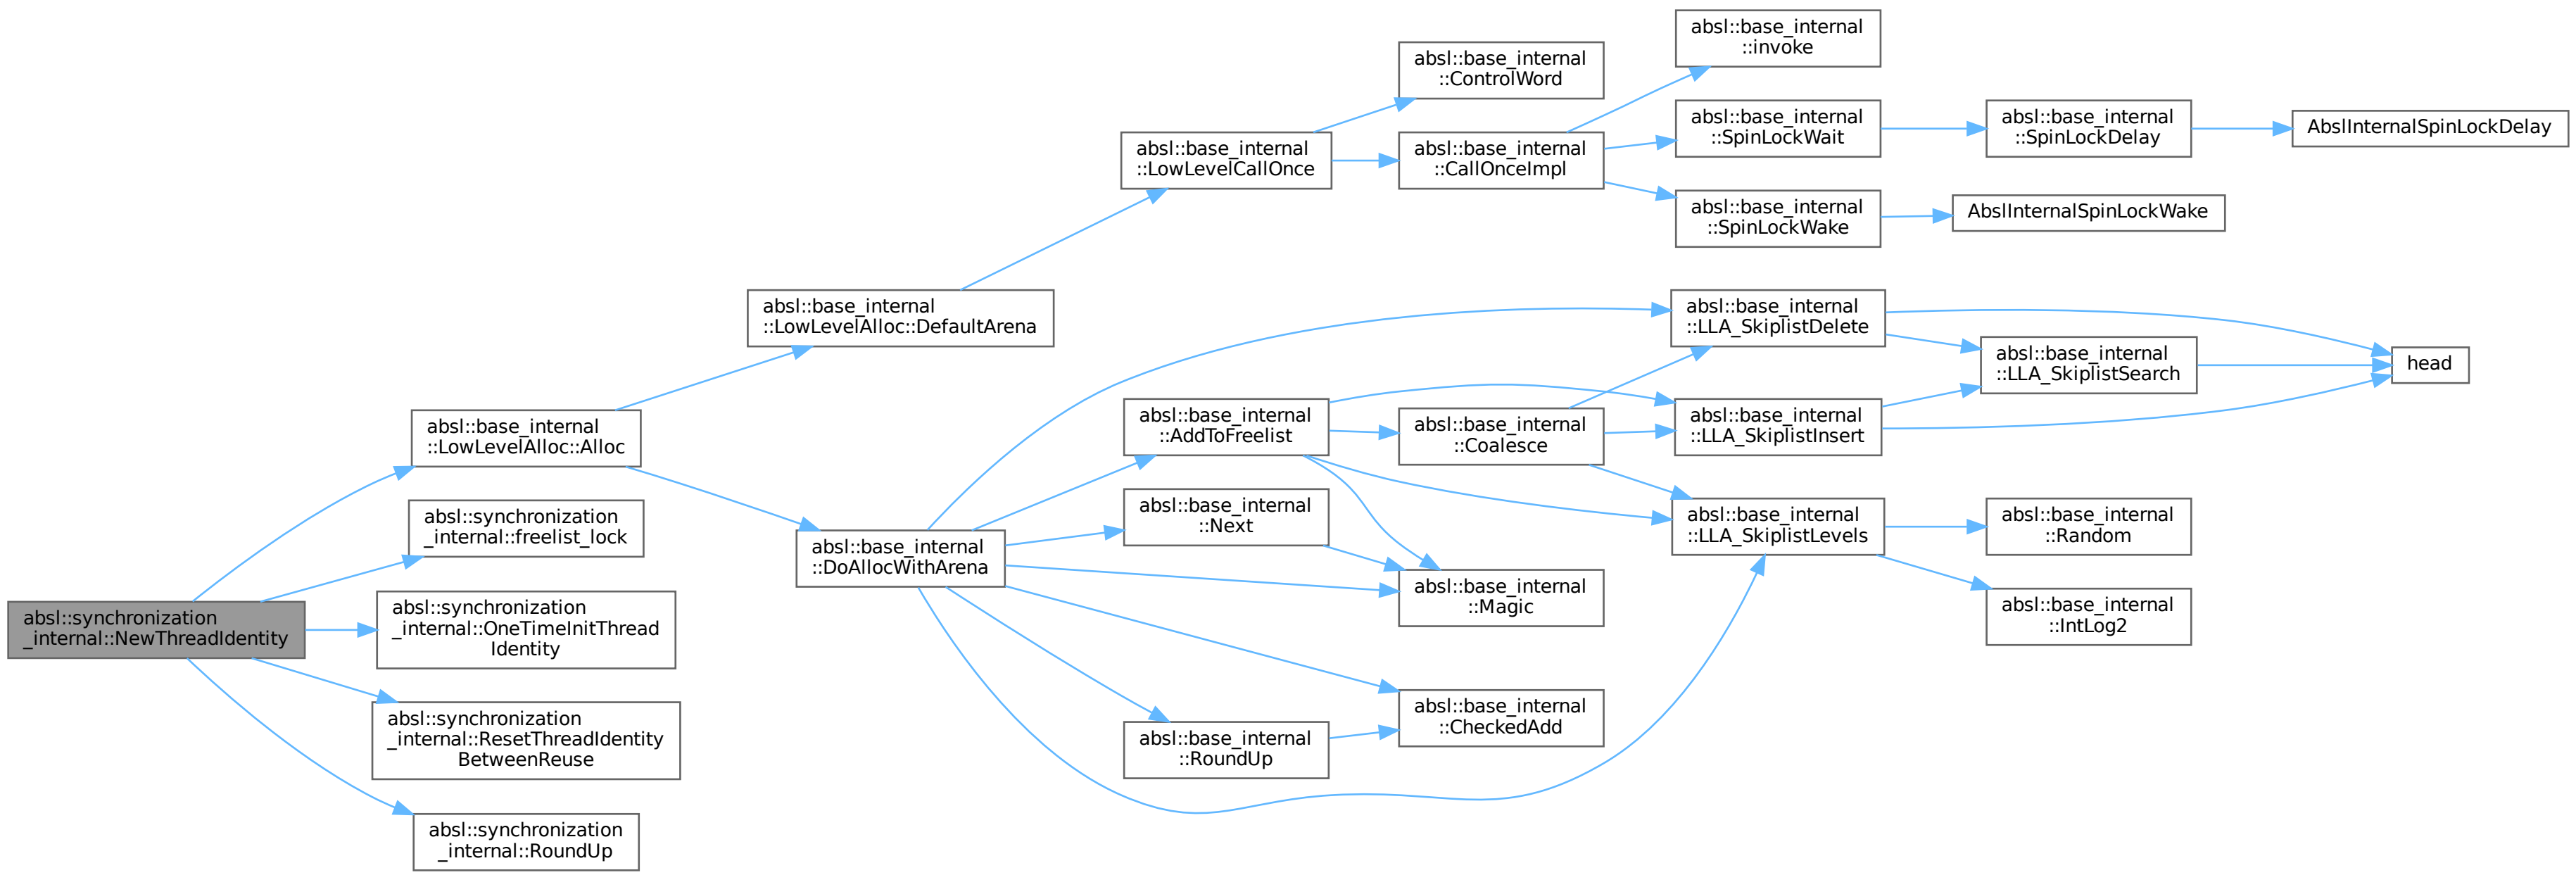 absl::synchronization
_internal::NewThreadIdentity
absl::base_internal
::LowLevelAlloc::Alloc
absl::synchronization
_internal::freelist_lock
absl::synchronization
_internal::OneTimeInitThread
Identity
absl::synchronization
_internal::ResetThreadIdentity
BetweenReuse
absl::synchronization
_internal::RoundUp
absl::base_internal
::LowLevelAlloc::DefaultArena
absl::base_internal
::DoAllocWithArena
absl::base_internal
::LowLevelCallOnce
absl::base_internal
::AddToFreelist
absl::base_internal
::Next
absl::base_internal
::RoundUp
absl::base_internal
::ControlWord
absl::base_internal
::CallOnceImpl
absl::base_internal
::Coalesce
absl::base_internal
::Magic
absl::base_internal
::CheckedAdd
absl::base_internal
::invoke
absl::base_internal
::SpinLockWait
absl::base_internal
::SpinLockWake
absl::base_internal
::LLA_SkiplistDelete
absl::base_internal
::LLA_SkiplistInsert
absl::base_internal
::LLA_SkiplistLevels
absl::base_internal
::SpinLockDelay
AbslInternalSpinLockWake
absl::base_internal
::LLA_SkiplistSearch
absl::base_internal
::Random
absl::base_internal
::IntLog2
AbslInternalSpinLockDelay
head